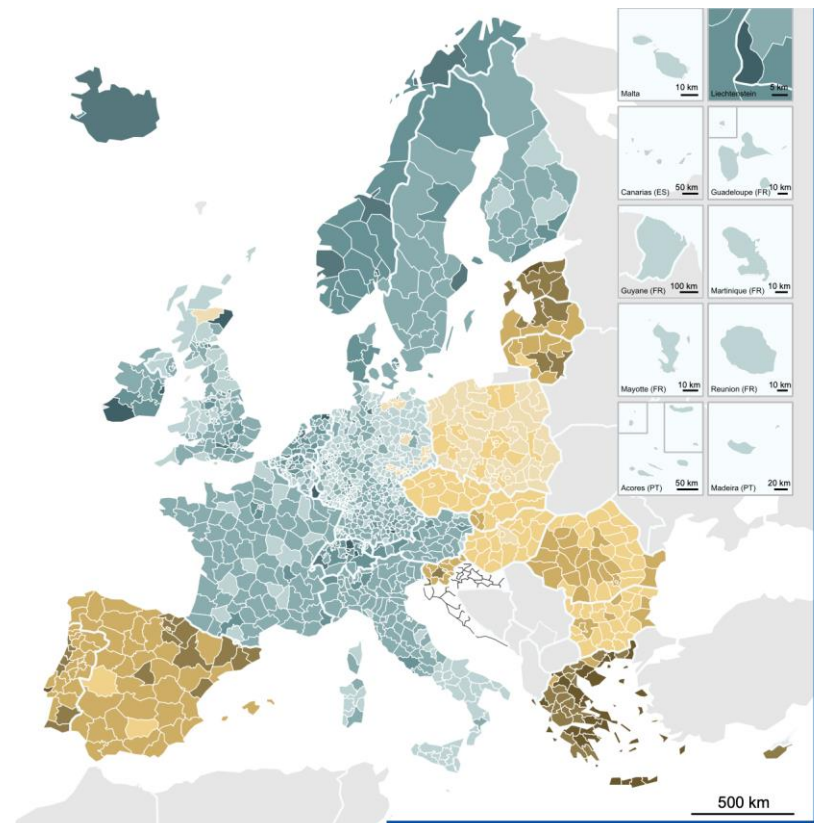 Malta
10 km
Liechtenstein
5 km
Canarias (ES)
50 km
Guadeloupe (FR)
10 km
Guyane (FR)
100 km
Martinique (FR)
10 km
Mayotte (FR)
10 km
Reunion (FR)
10 km
Acores (PT)
50 km
Madeira (PT)
20 km
500 km